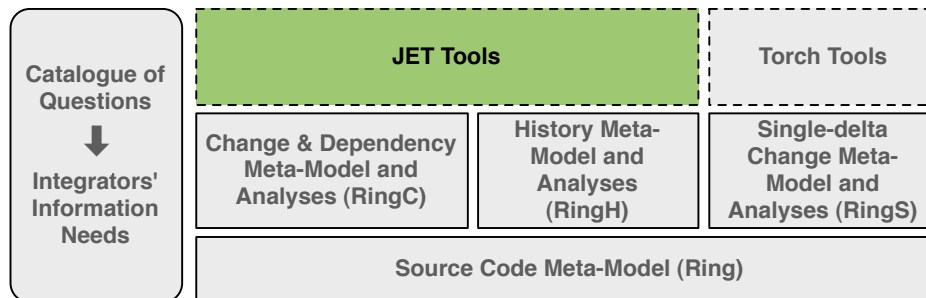 Catalogue of
Questions
Integrators'
Information
Needs
JET Tools
Torch Tools
Change & Dependency
Meta-Model and
Analyses (RingC)
History Meta-
Model and
Analyses
(RingH)
Single-delta
Change Meta-
Model and
Analyses (RingS)
Source Code Meta-Model (Ring)